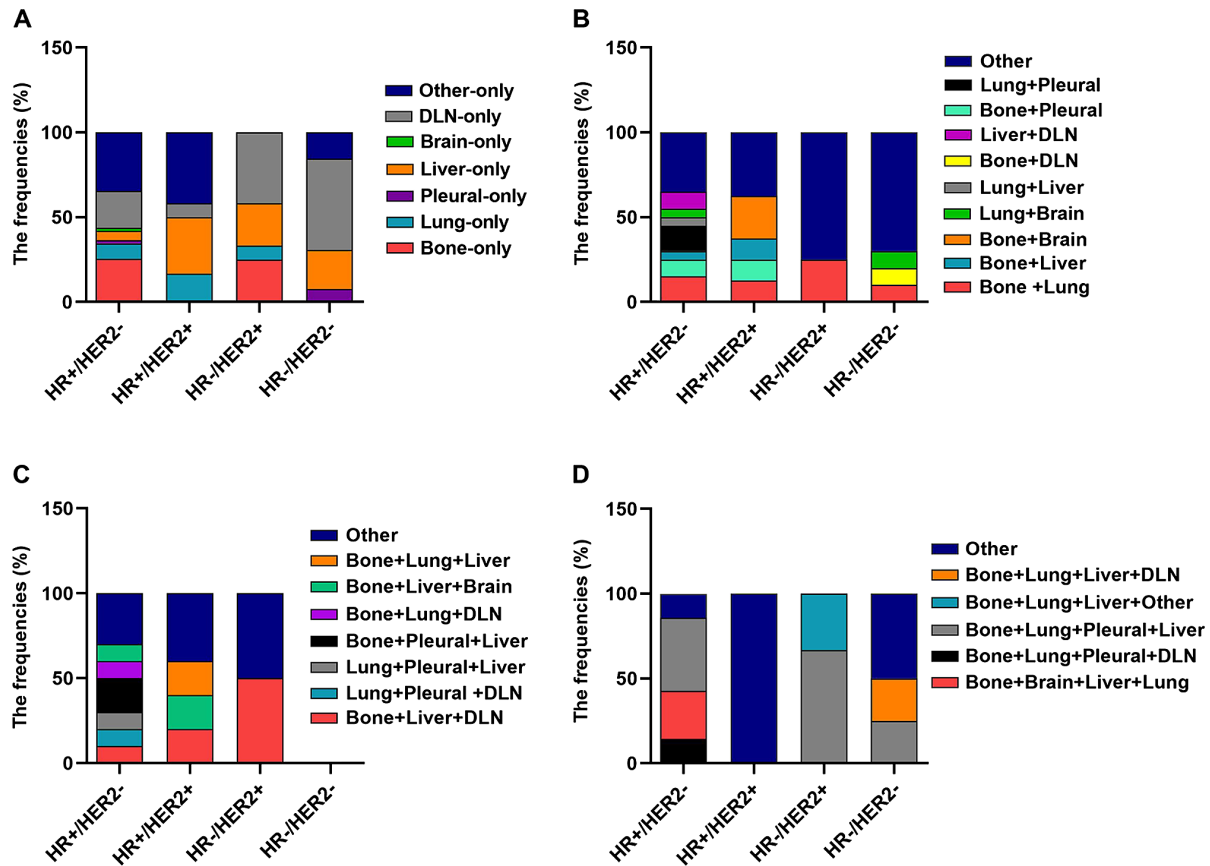 A
The frequencies (%)
150
100
50
0
HR+/HER2-
HR+/HER2+
HR-/HER2+
HR-/HER2-
Other-only
DLN-only
Brain-only
Liver-only
Pleural-only
Lung-only
Bone-only
B
The frequencies (%)
150
100
50
0
HR+/HER2-
HR+/HER2+
HR-/HER2+
HR-/HER2-
Other
Lung+Pleural
Bone+Pleural
Liver+DLN
Bone+DLN
Lung+Liver
Lung+Brain
Bone+Brain
Bone+Liver
Bone +Lung
C
The frequencies (%)
150
100
50
0
HR+/HER2-
HR+/HER2+
HR-/HER2+
HR-/HER2-
Other
Bone+Lung+Liver
Bone+Liver+Brain
Bone+Lung+DLN
Bone+Pleural+Liver
Lung+Pleural+Liver
Lung+Pleural +DLN
Bone+Liver+DLN
D
The frequencies (%)
150
100
50
0
HR+/HER2-
HR+/HER2+
HR-/HER2+
HR-/HER2-
Other
Bone+Lung+Liver+DLN
Bone+Lung+Liver+Other
Bone+Lung+Pleural+Liver
Bone+Lung+Pleural+DLN
Bone+Brain+Liver+Lung